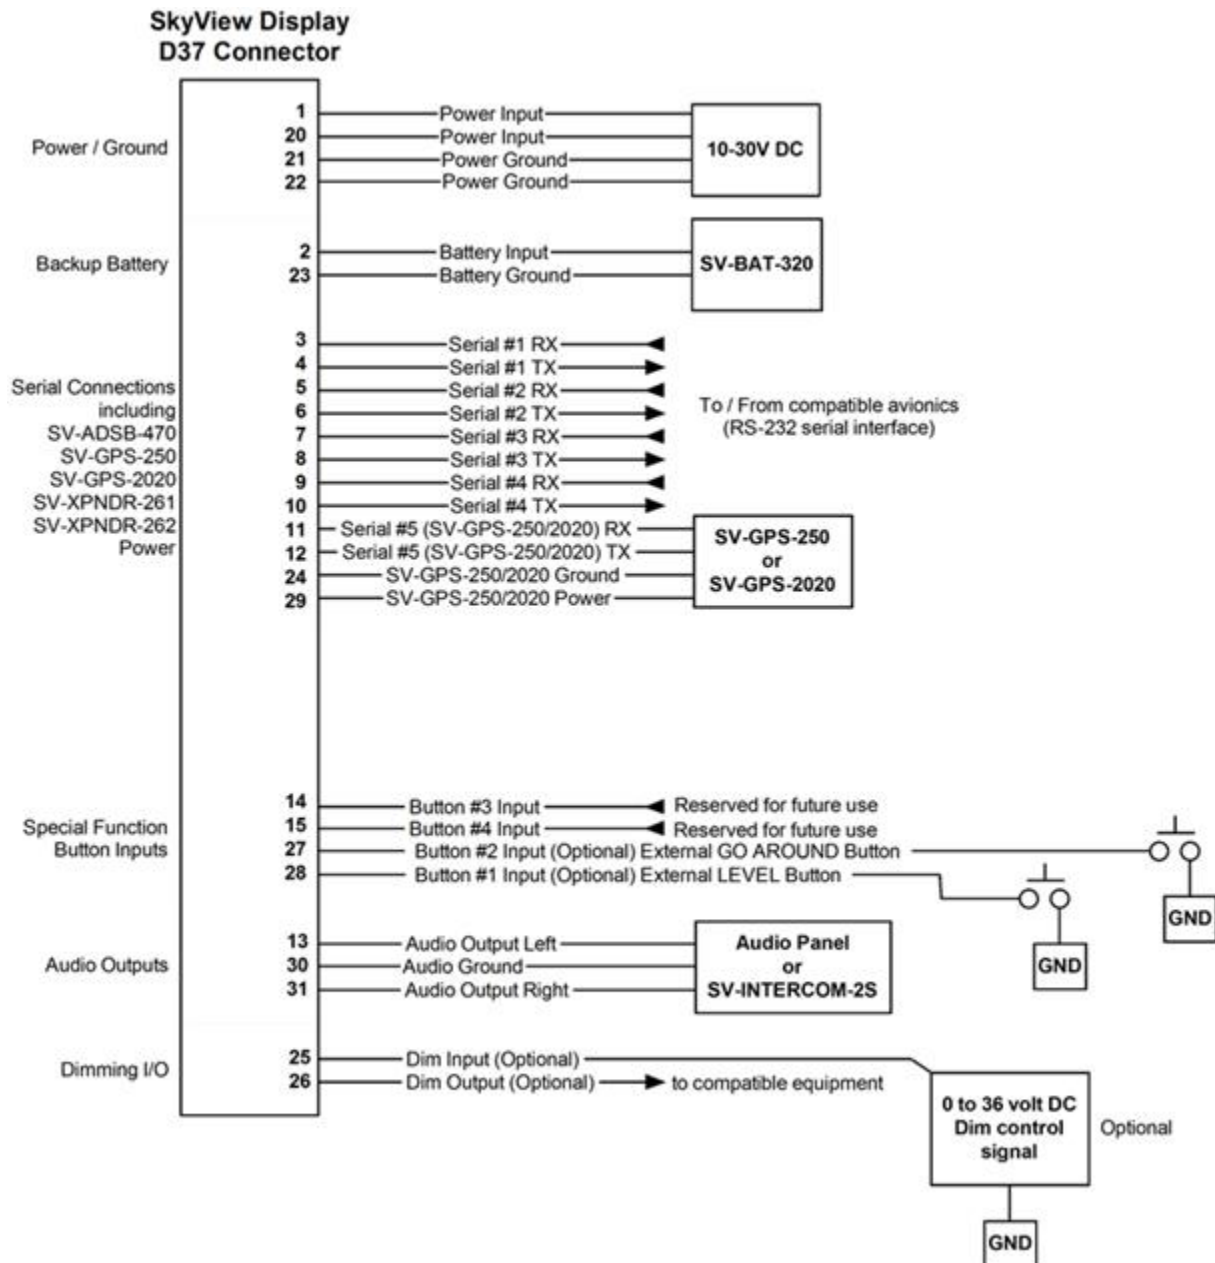 SkyView Display
D37 Connector
Power / Ground
1 Power Input
20 Power Input
21 Power Ground
22 Power Ground
10-30V DC
Backup Battery
2 Battery Input
23 Battery Ground
SV-BAT-320
Serial Connections
including
SV-ADSB-470
SV-GPS-250
SV-GPS-2020
SV-XPNDR-261
SV-XPNDR-262
Power
3 Serial #1 RX
4 Serial #1 TX
5 Serial #2 RX
6 Serial #2 TX
7 Serial #3 RX
8 Serial #3 TX
9 Serial #4 RX
10 Serial #4 TX
To / From compatible avionics
(RS-232 serial interface)
11 Serial #5 (SV-GPS-250/2020) RX
12 Serial #5 (SV-GPS-250/2020) TX
24 SV-GPS-250/2020 Ground
29 SV-GPS-250/2020 Power
SV-GPS-250
or
SV-GPS-2020
Special Function
Button Inputs
14 Button #3 Input Reserved for future use
15 Button #4 Input Reserved for future use
27 Button #2 Input (Optional) External GO AROUND Button
28 Button #1 Input (Optional) External LEVEL Button
GND
GND
Audio Outputs
13 Audio Output Left
30 Audio Ground
31 Audio Output Right
Audio Panel
or
SV-INTERCOM-2S
Dimming I/O
25 Dim Input (Optional)
26 Dim Output (Optional) to compatible equipment
0 to 36 volt DC
Dim control
signal
Optional
GND